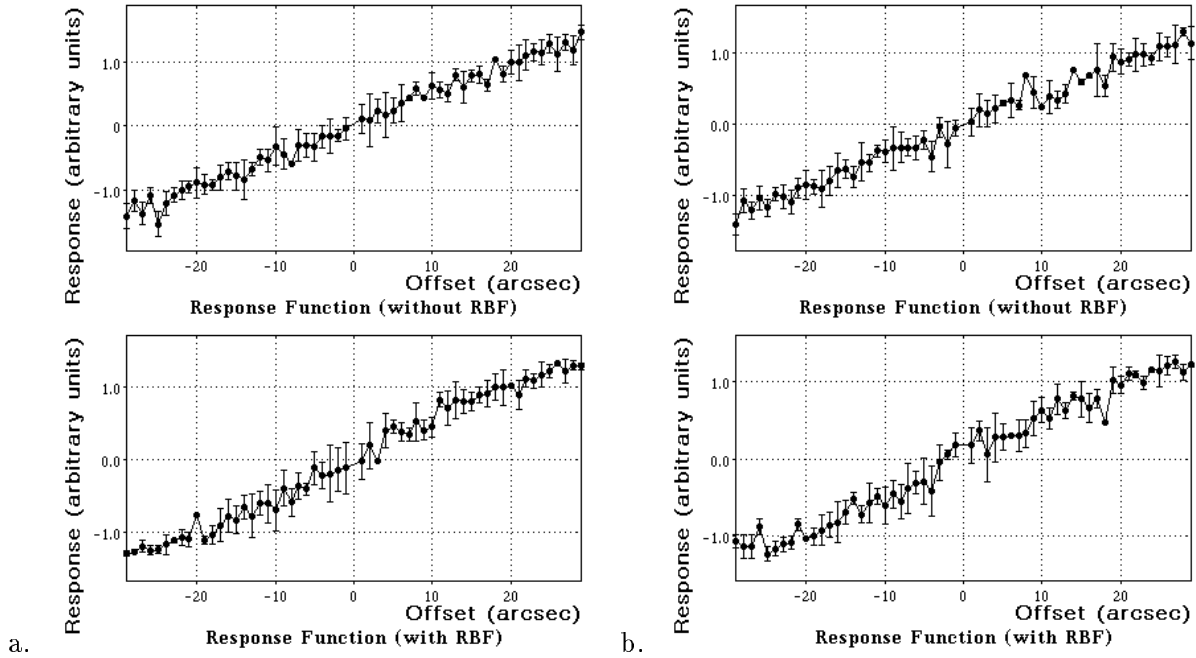 Response (arbitrary units)
1.0
0
-1.0
-20
-10
0
10
20
Offset (arcsec)
Response Function (without RBF)
Response (arbitrary units)
1.0
0.0
-1.0
-20
-10
0
10
20
Offset (arcsec)
Response Function (without RBF)
Response (arbitrary units)
1.0
0.0
-1.0
-20
-10
0
10
20
Offset (arcsec)
Response Function (with RBF)
a.
Response (arbitrary units)
1.0
0.0
-1.0
-20
-10
0
10
20
Offset (arcsec)
Response Function (with RBF)
b.